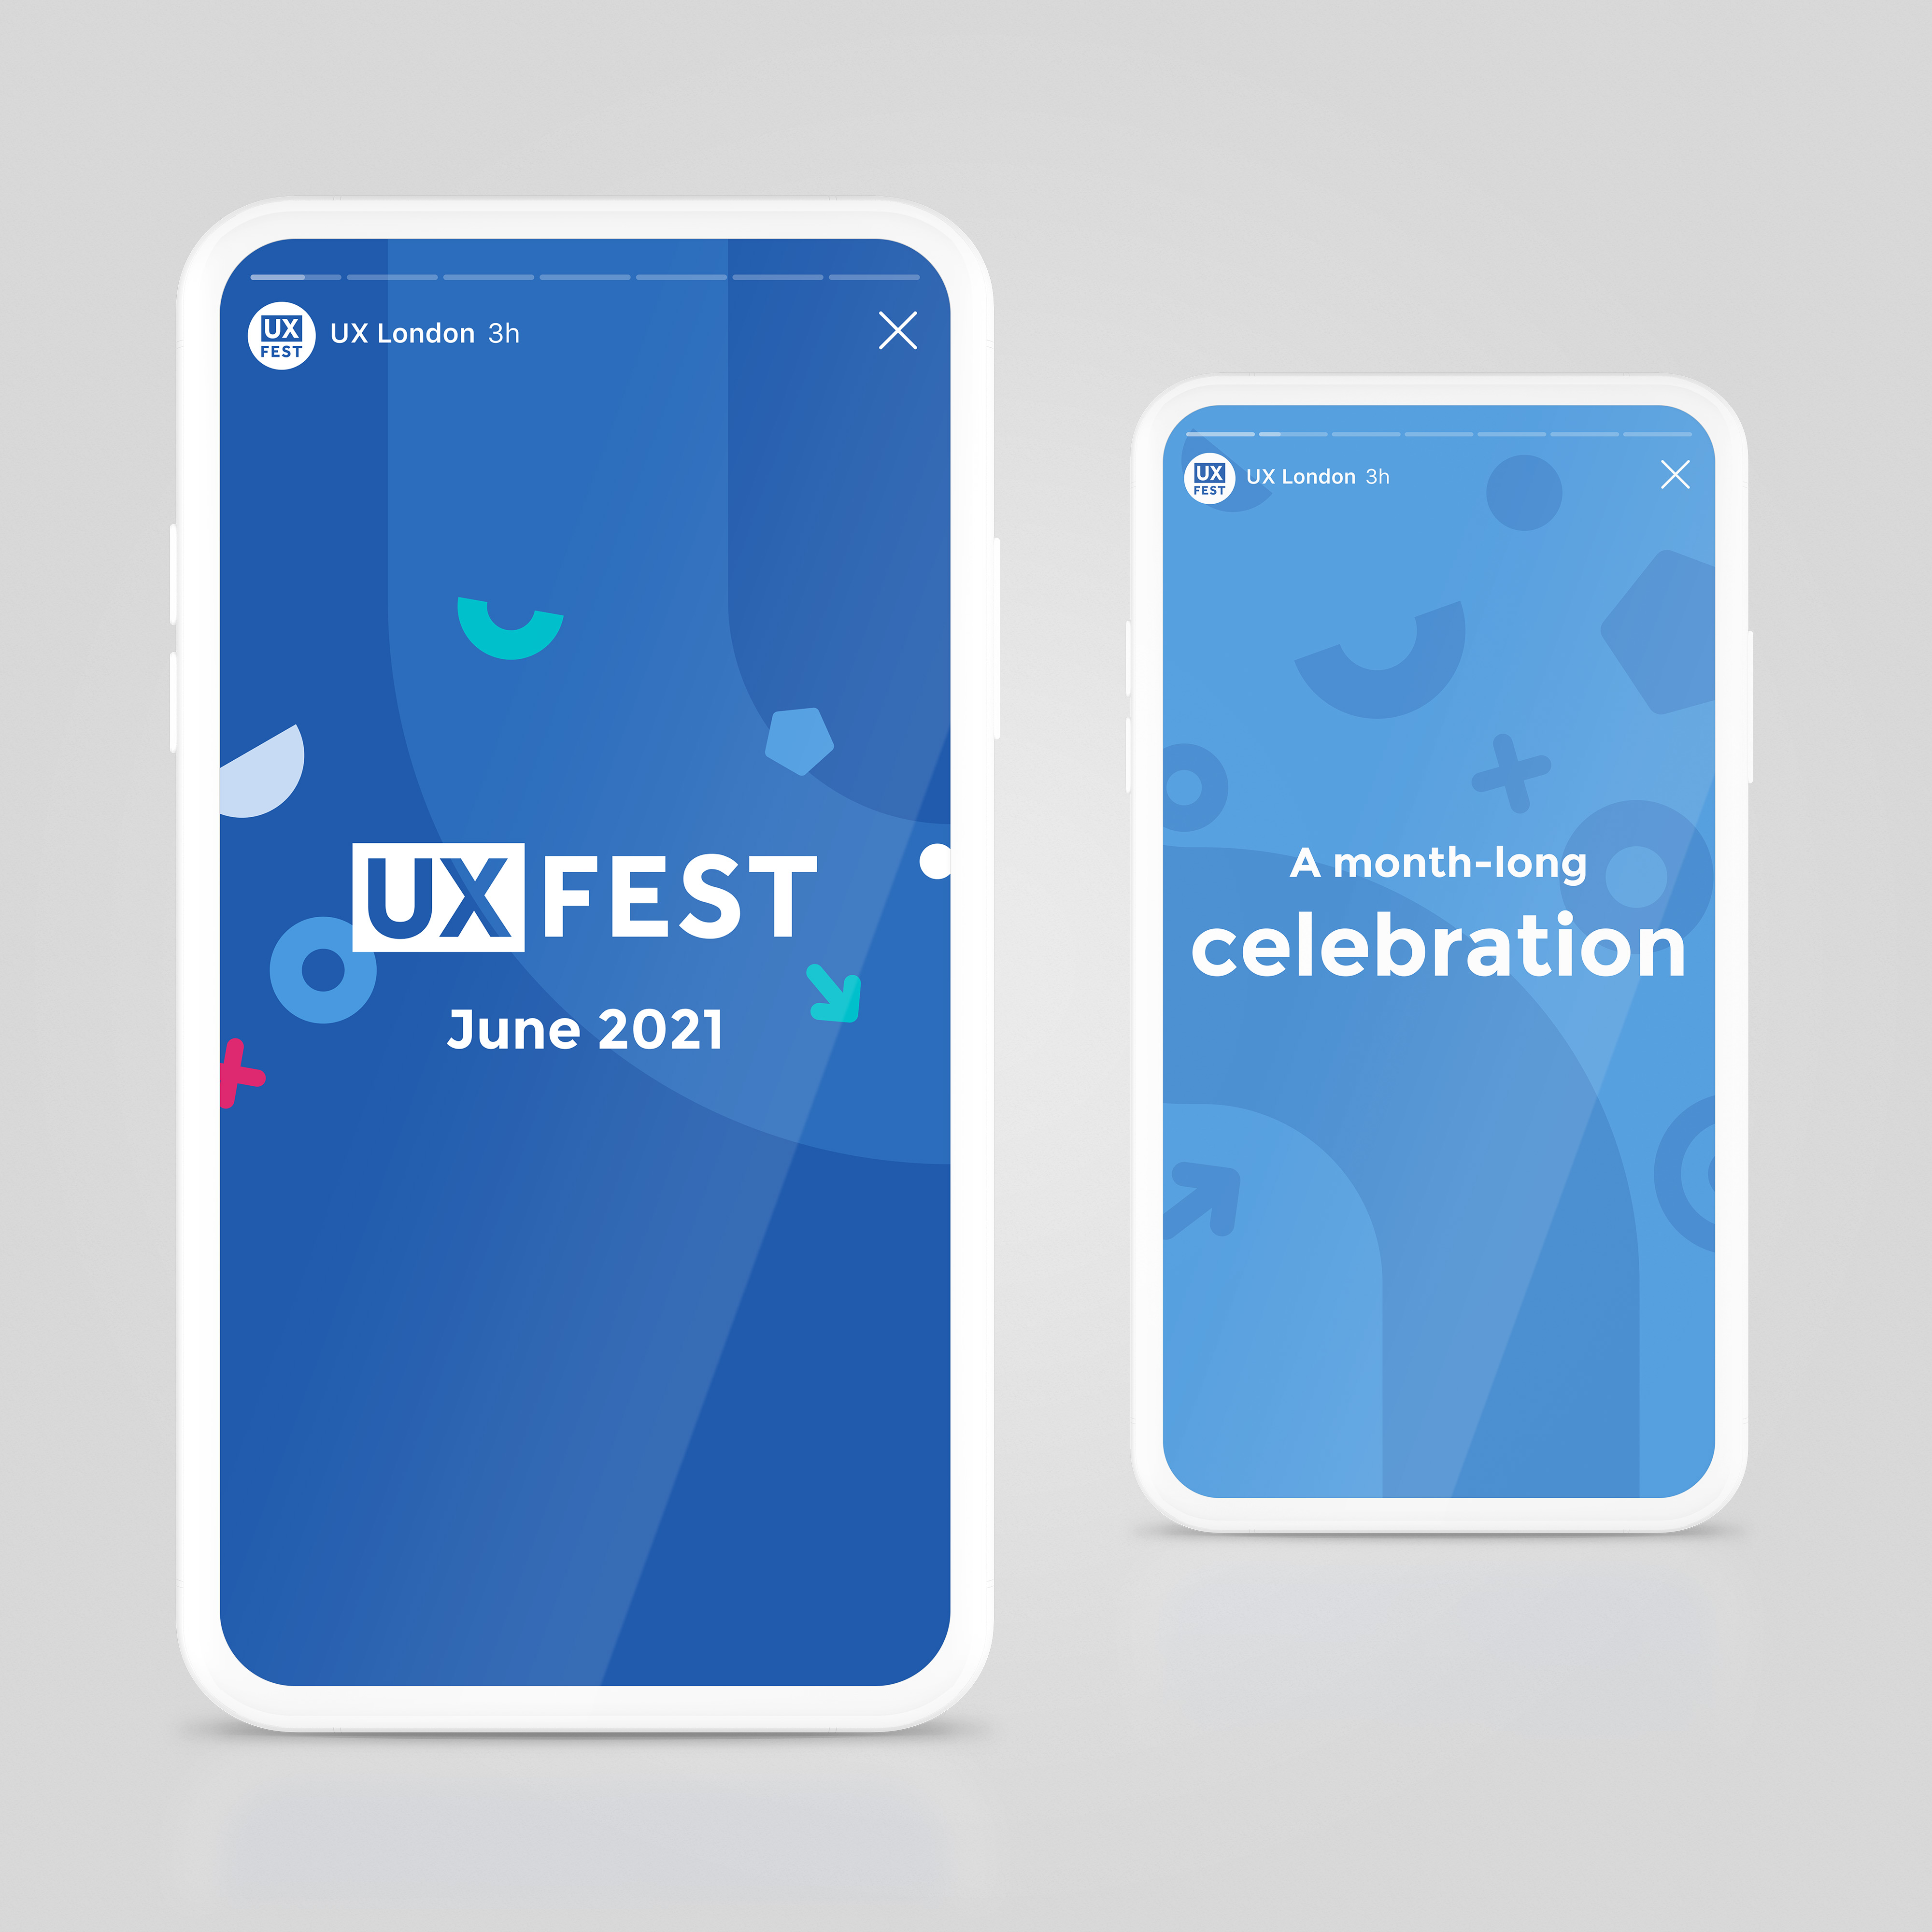 UX
FEST
UX London 3h
UX FEST
June 2021
UX
FEST
UX London 3h
A month-long
celebration